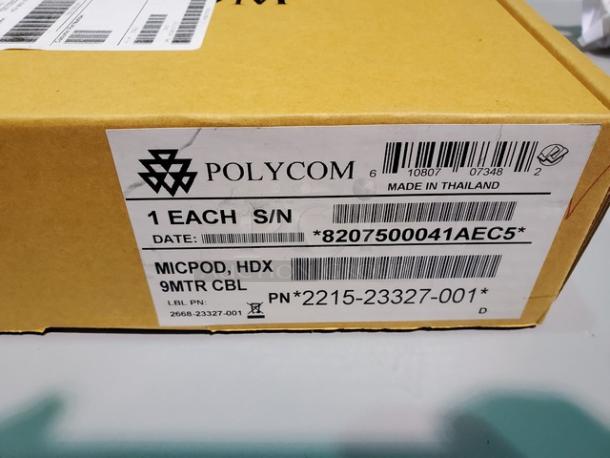 POLYCOM
6 10807 07348 2
MADE IN THAILAND
1 EACH S/N
DATE:
*8207500041AEC5*
MICPOD, HDX
9MTR CBL
PN*2215-23327-001*
LBL PN:
2668-23327-001
D